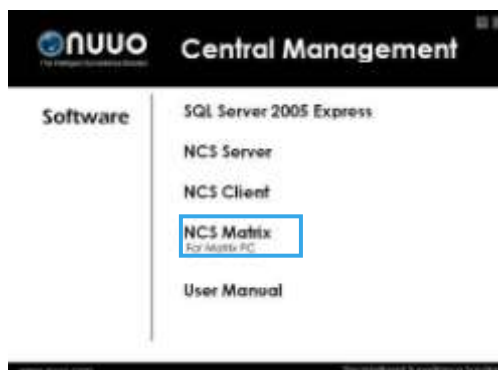 nuuo
Central Management
Software
SQL Server 2005 Express
NCS Server
NCS Client
NCS Matrix
For Matrix PC
User Manual